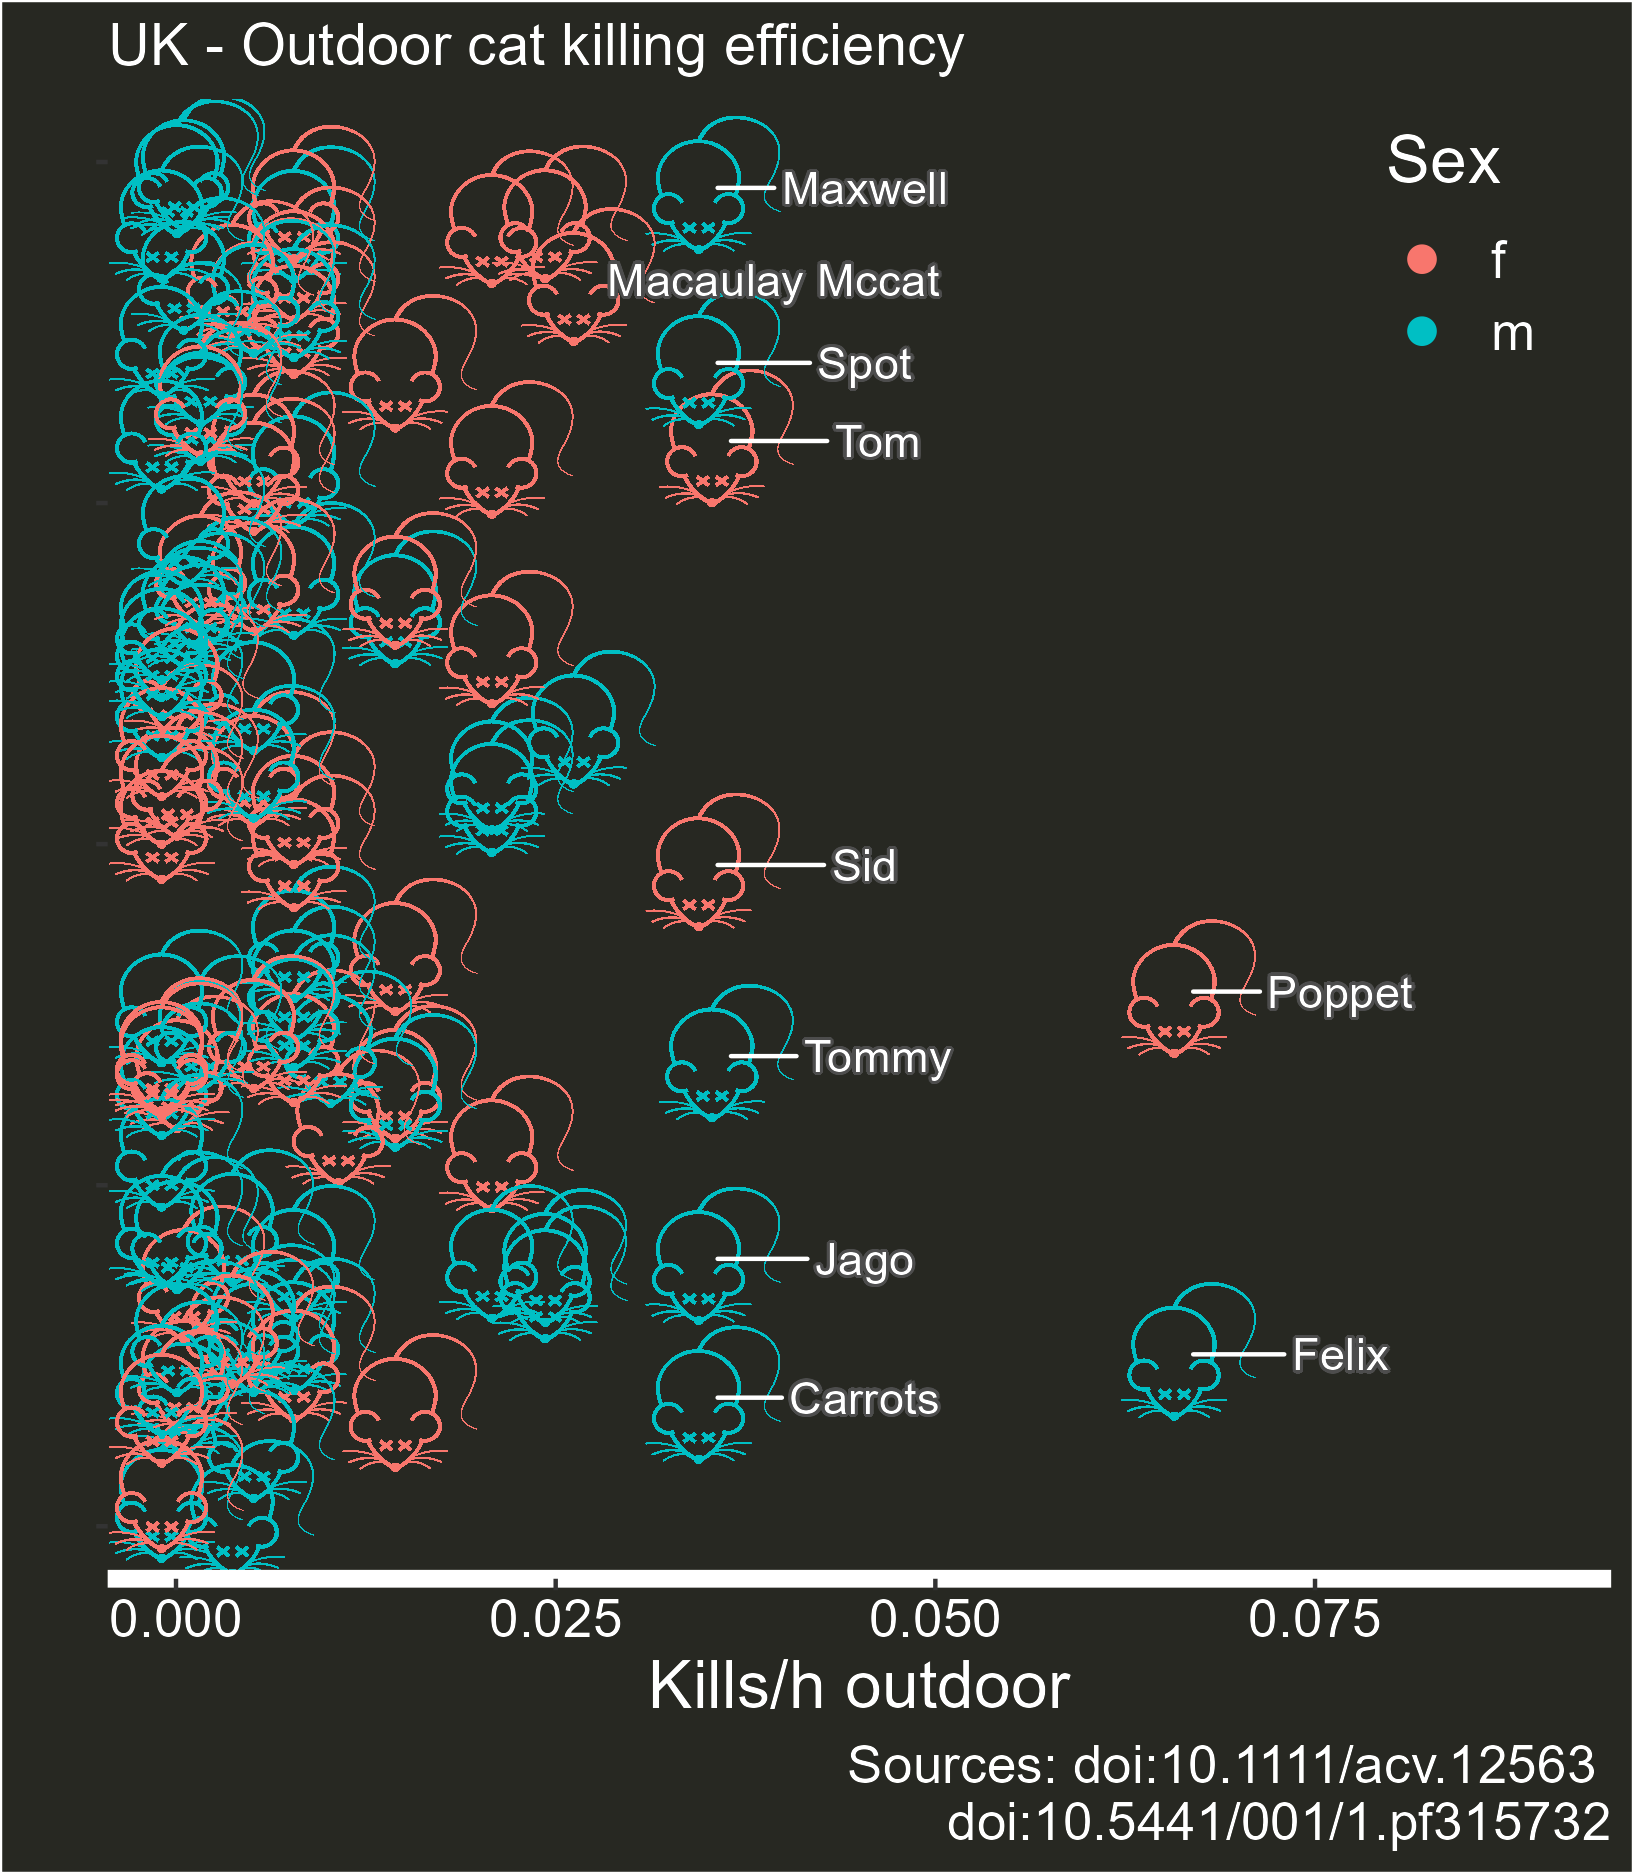 UK - Outdoor cat killing efficiency
Sex
f
m
Maxwell
Macaulay Mccat
Spot
Tom
Sid
Poppet
Tommy
Jago
Felix
Carrots
0.000 0.025 0.050 0.075
Kills/h outdoor
Sources: doi:10.1111/acv.12563
doi:10.5441/001/1.pf315732